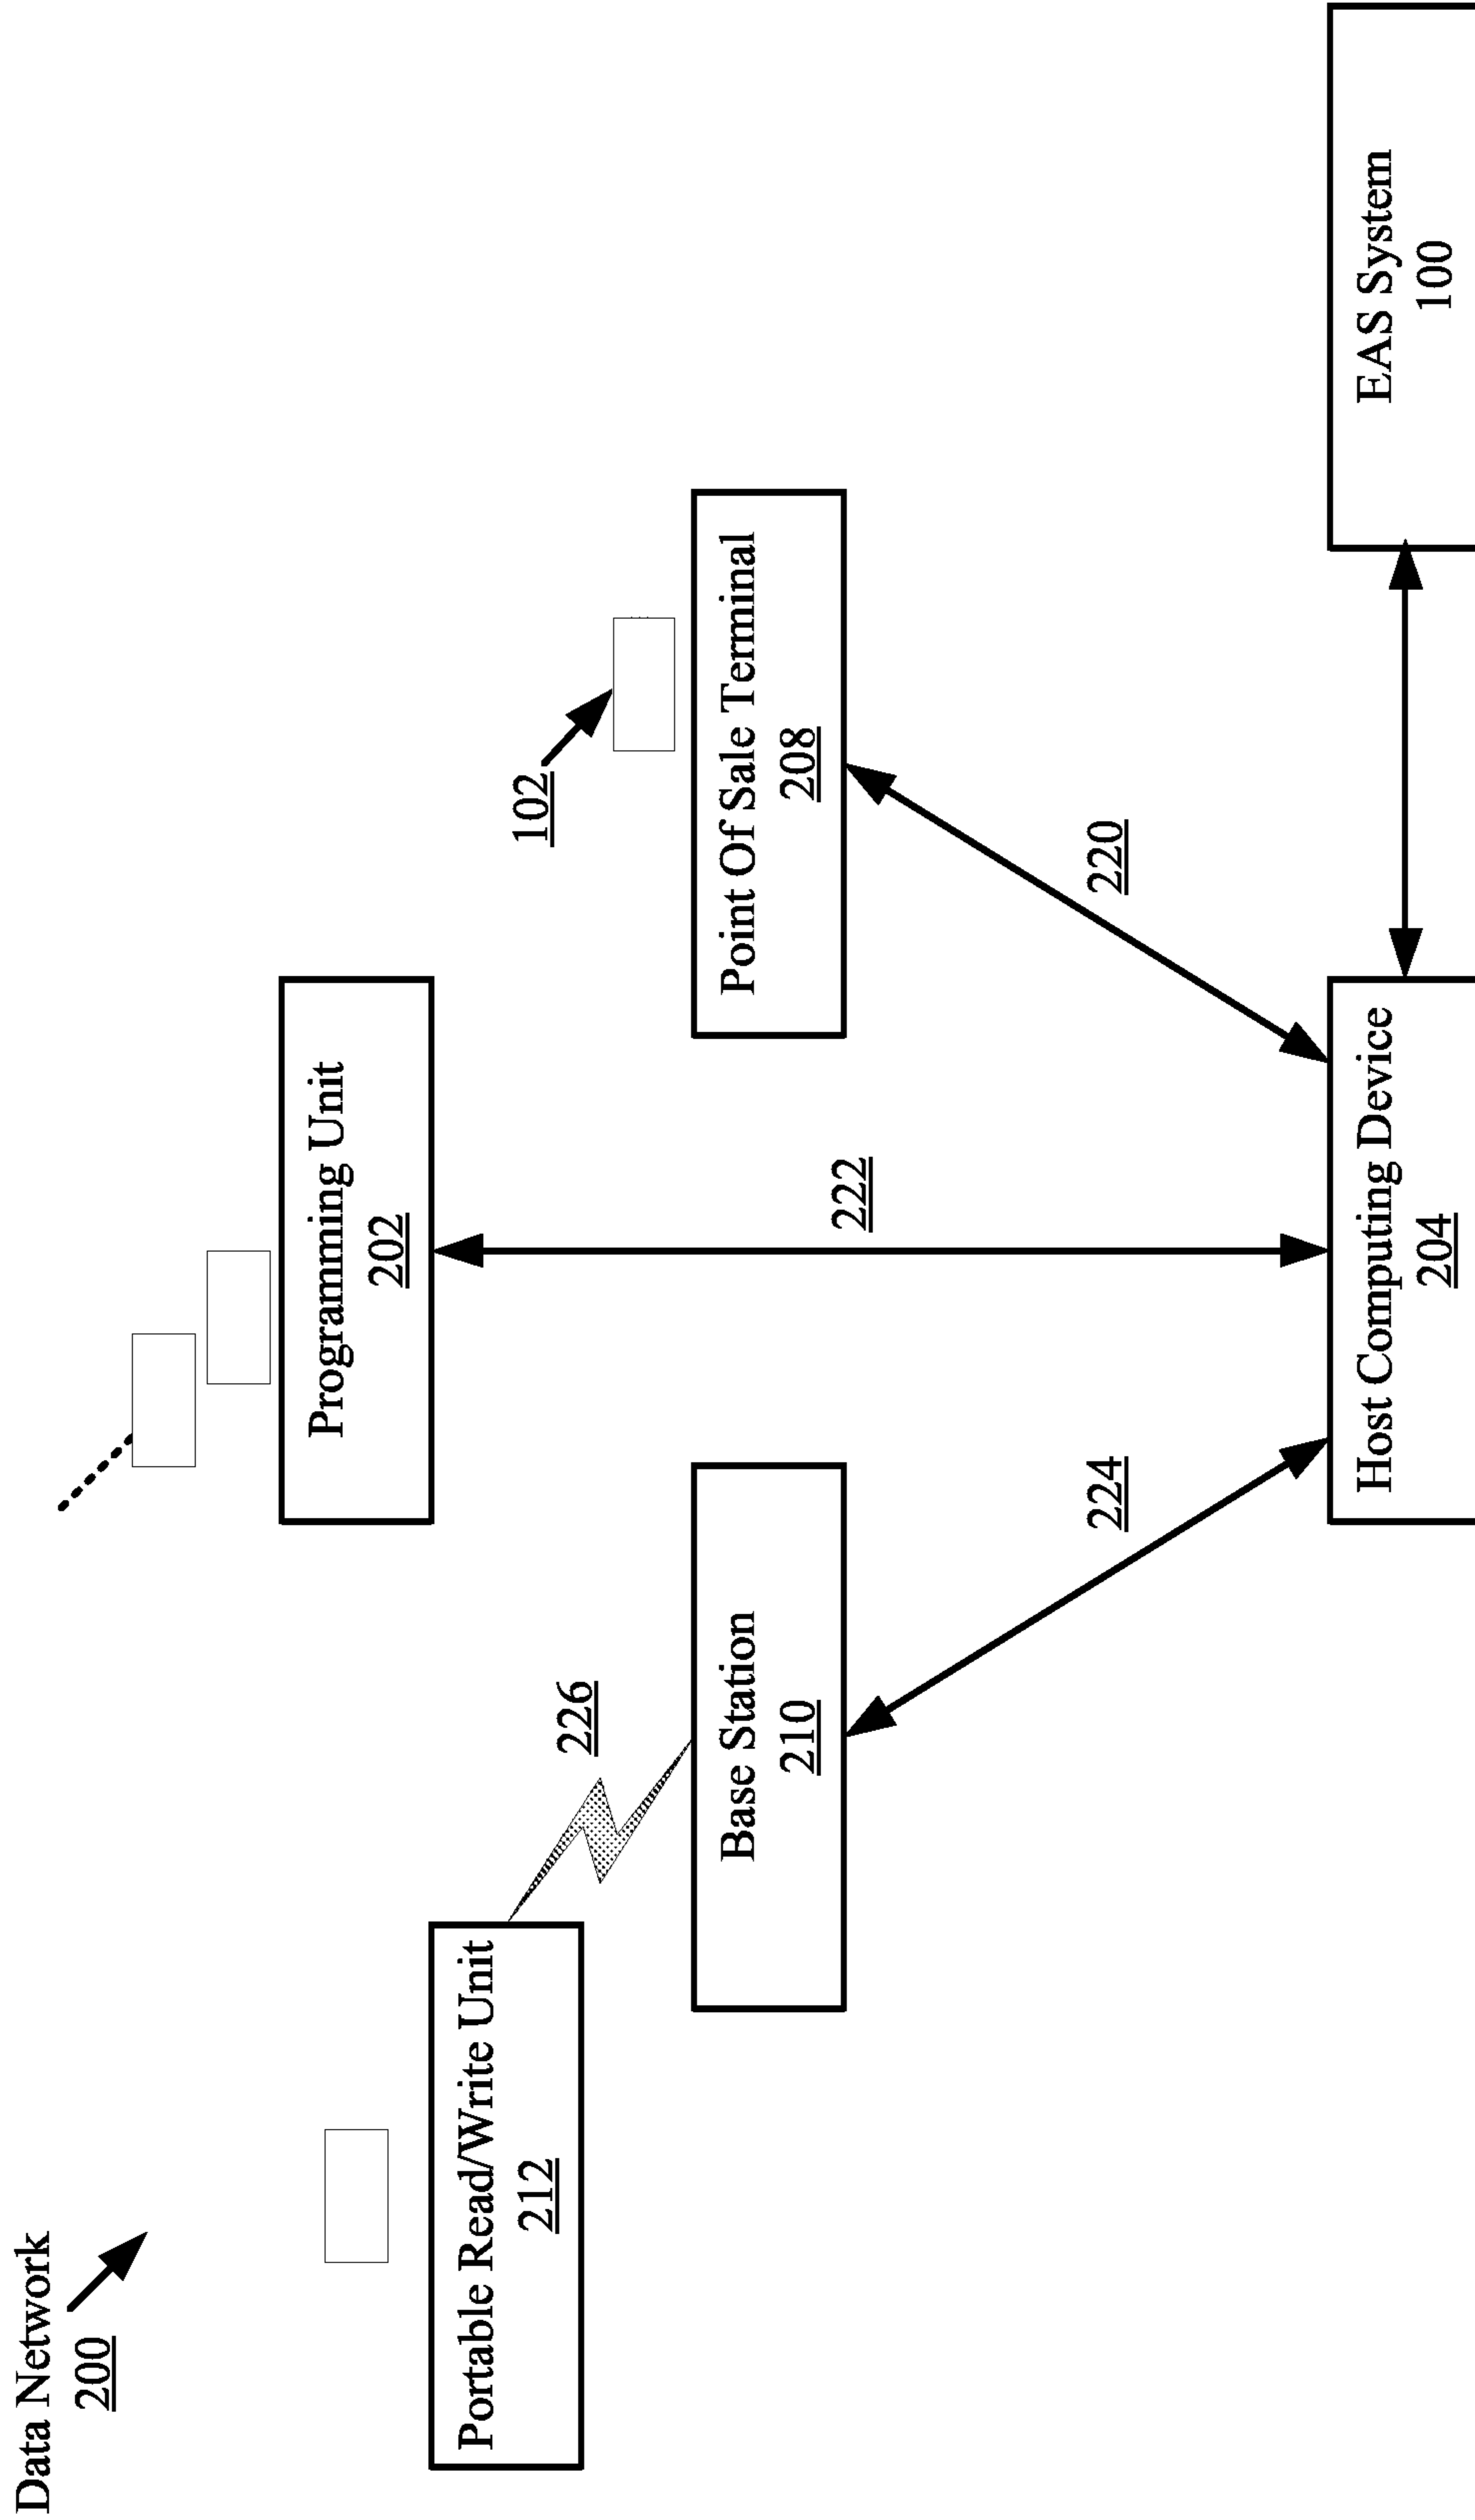 Data Network
200
Programming Unit
202
Portable Read/Write Unit
212
226
102
Base Station
210
Point Of Sale Terminal
208
222
224
220
Host Computing Device
204
EAS System
100